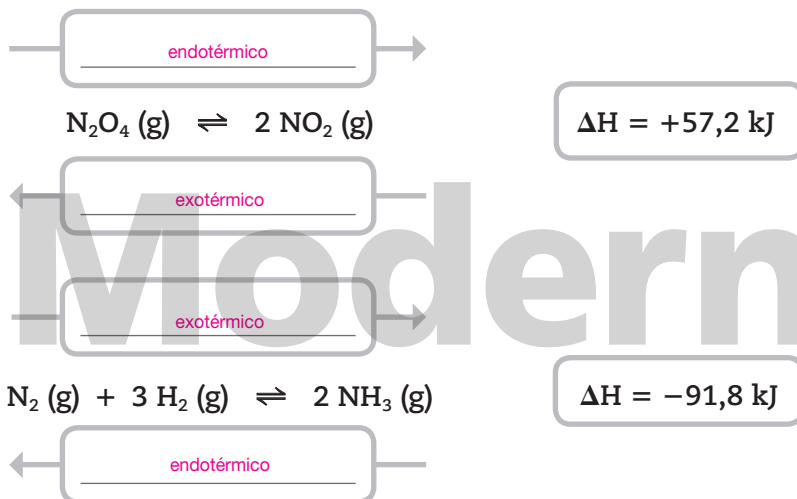 endotérmico
N₂O₄ (g) ⇌ 2 NO₂ (g) ΔH = +57,2 kJ
exotérmico
Modern
exotérmico
N₂ (g) + 3 H₂ (g) ⇌ 2 NH₃ (g) ΔH = −91,8 kJ
endotérmico